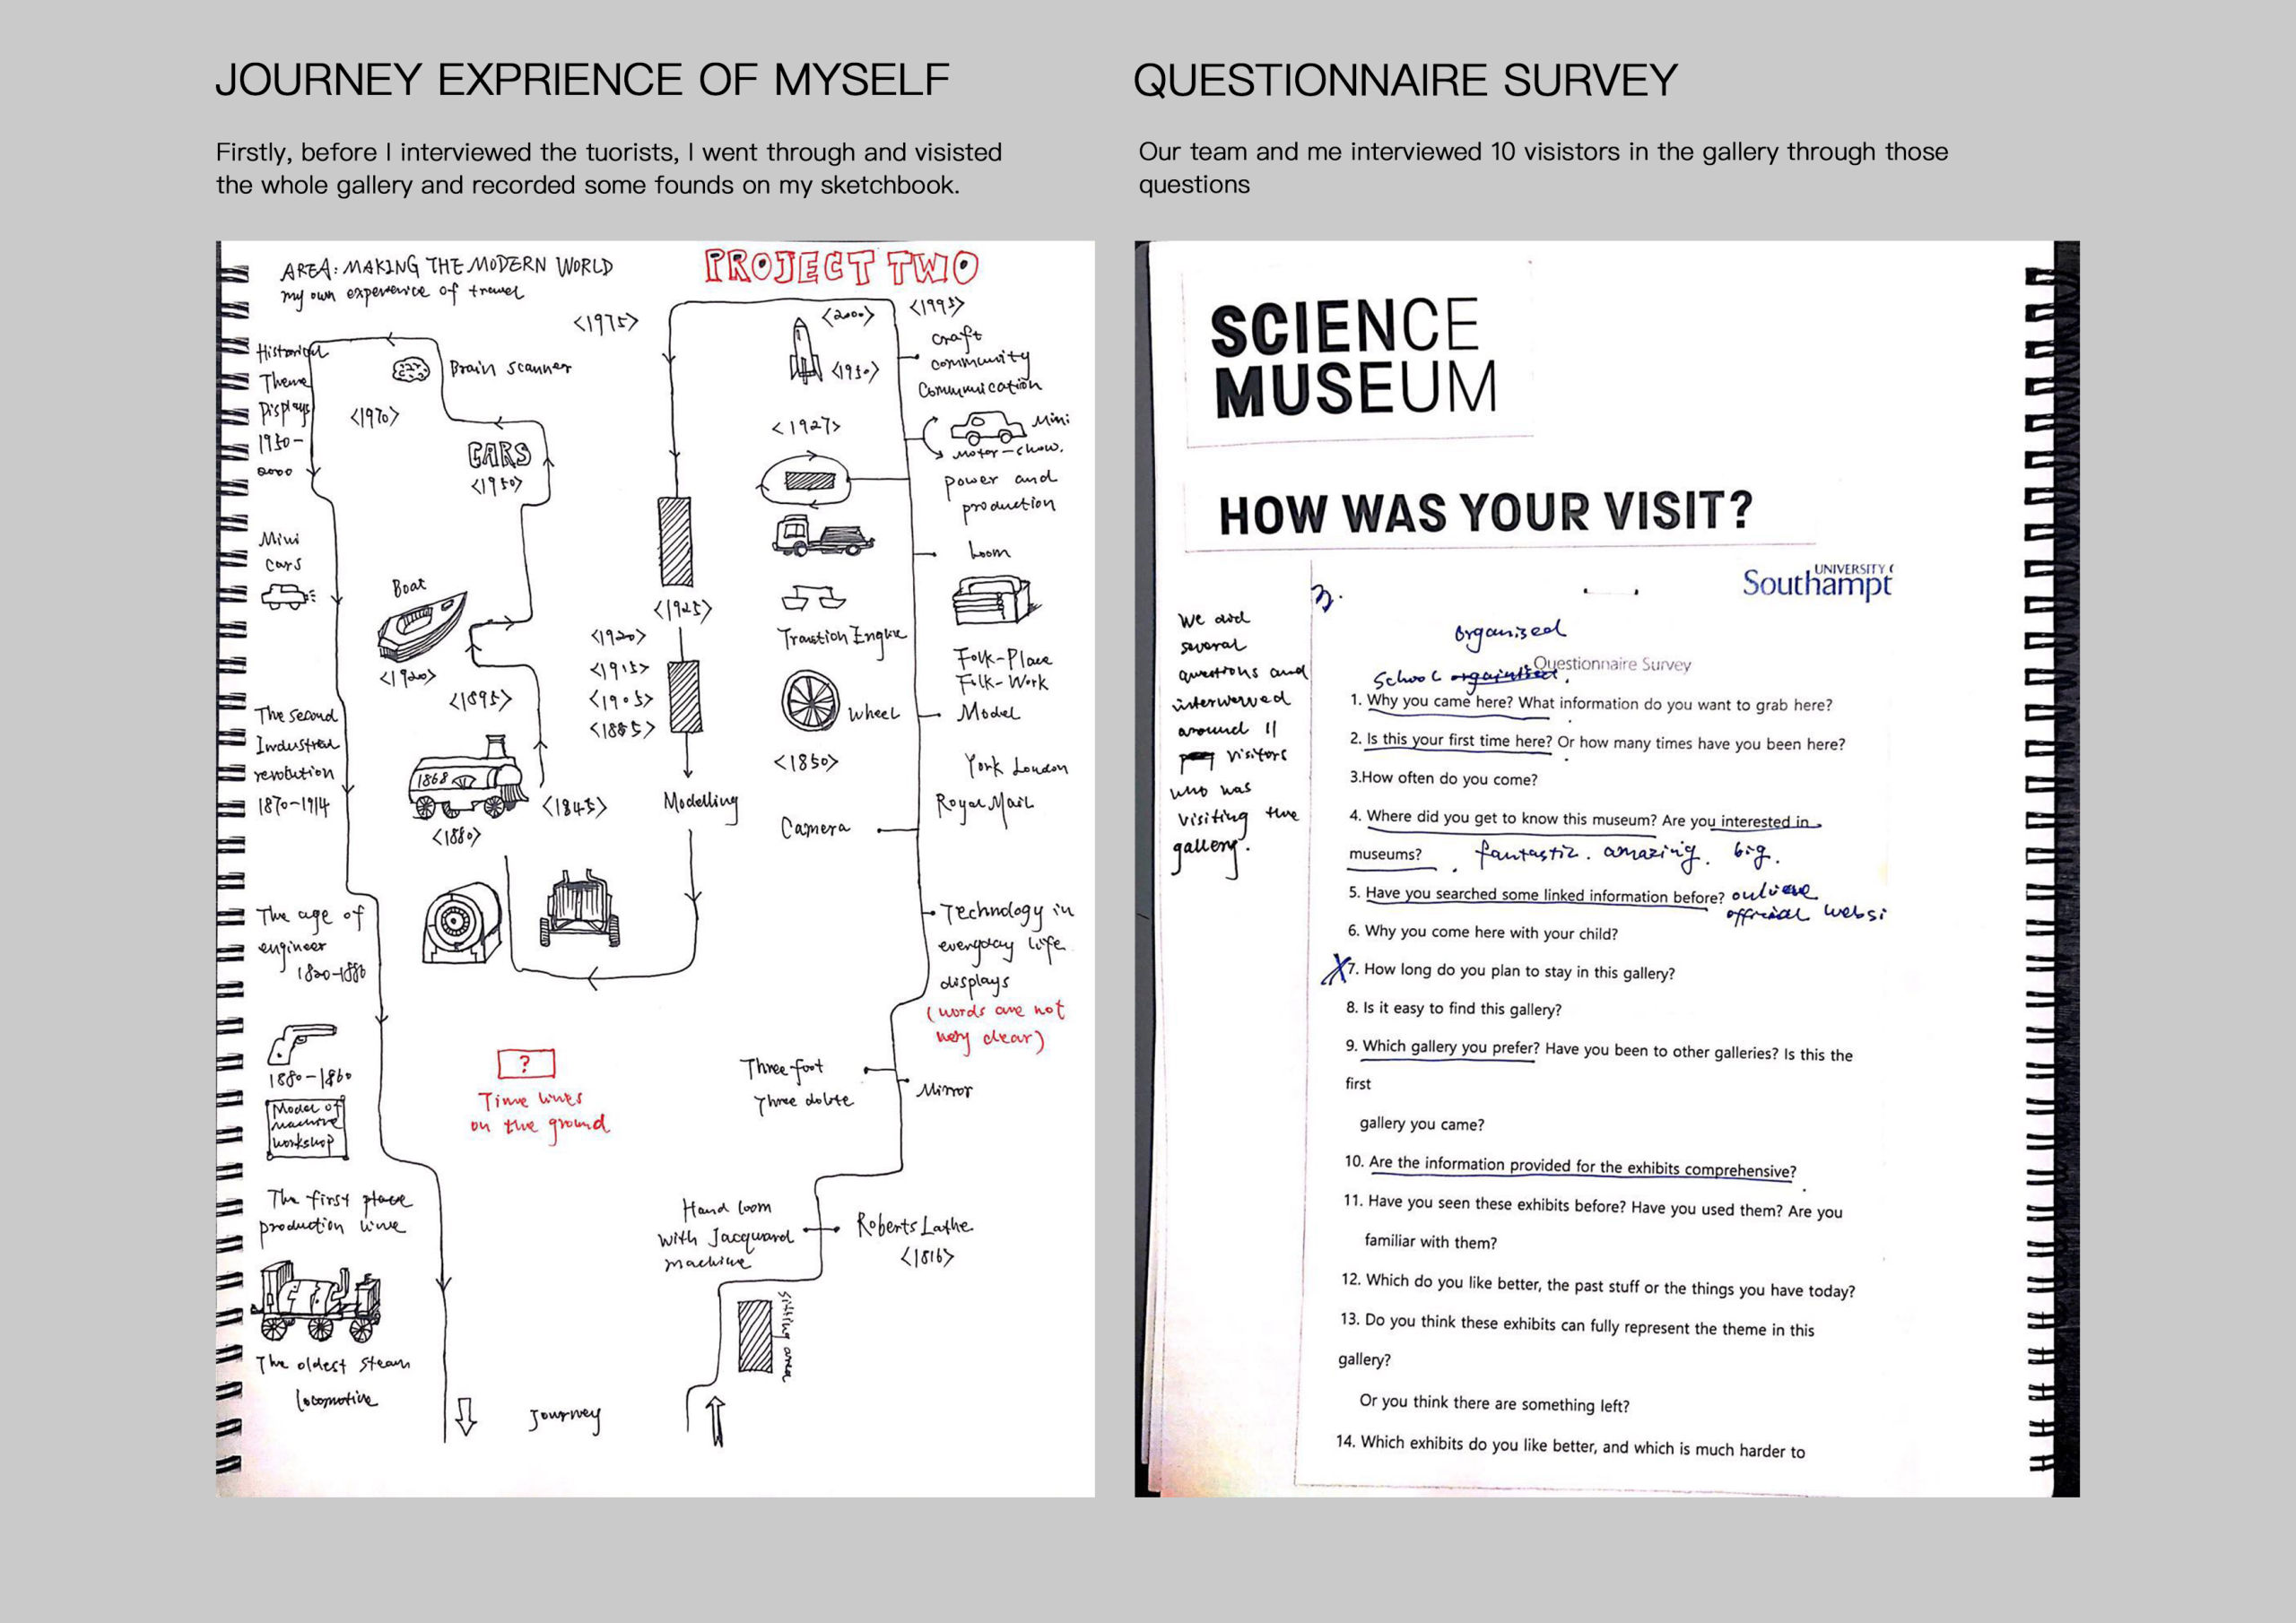 JOURNEY EXPRIENCE OF MYSELF
Firstly, before I interviewed the tuorists, I went through and visisted
the whole gallery and recorded some founds on my sketchbook.
AREA: MAKING THE MODERN WORLD
my own experience of travel
PROJECT TWO
<1975>
<2000>
<1995>
craft
community
communication
<1950>
Historical
Theme
Displays
1950-
2000
Brain scanner
<1970>
CARS
<1950>
<1927>
Mini
Motor-show.
power and
production
Mini
cars
Loom
Boat
<1920>
<1895>
<1925>
<1920>
<1915>
<1905>
<1885>
Transtion Engine
Folk-Place
Folk-Work
Model
Wheel
<1850>
York London
Royal Mail
The second
Industrial
revolution
1870-1914
1868
<1845>
<1880>
Modelling
Camera
The age of
engineer
1820-1880
Technology in
everyday life
displays
(words are not
very clear)
1880-1860
Model of
machine
workshop
?
Time lines
on the ground
Three foot
Three
Mirror
The first place
production line
Hand loom
with Jacquard
machine
Roberts Lathe
<1816>
sitting area
The oldest steam
locomotive
Journey
QUESTIONNAIRE SURVEY
Our team and me interviewed 10 visistors in the gallery through those
questions
SCIENCE
MUSEUM
HOW WAS YOUR VISIT?
UNIVERSITY
Southampt
We did
several
questions and
interviewed
around 11
visitors
who was
visiting the
gallery.
3.
organised
Questionnaire Survey
School
1. Why you came here? What information do you want to grab here?
2. Is this your first time here? Or how many times have you been here?
3.How often do you come?
4. Where did you get to know this museum? Are you interested in
museums? fantastic. amazing. big.
5. Have you searched some linked information before? online
official websi
6. Why you come here with your child?
7. How long do you plan to stay in this gallery?
8. Is it easy to find this gallery?
9. Which gallery you prefer? Have you been to other galleries? Is this the
first
gallery you came?
10. Are the information provided for the exhibits comprehensive?
11. Have you seen these exhibits before? Have you used them? Are you
familiar with them?
12. Which do you like better, the past stuff or the things you have today?
13. Do you think these exhibits can fully represent the theme in this
gallery?
Or you think there are something left?
14. Which exhibits do you like better, and which is much harder to